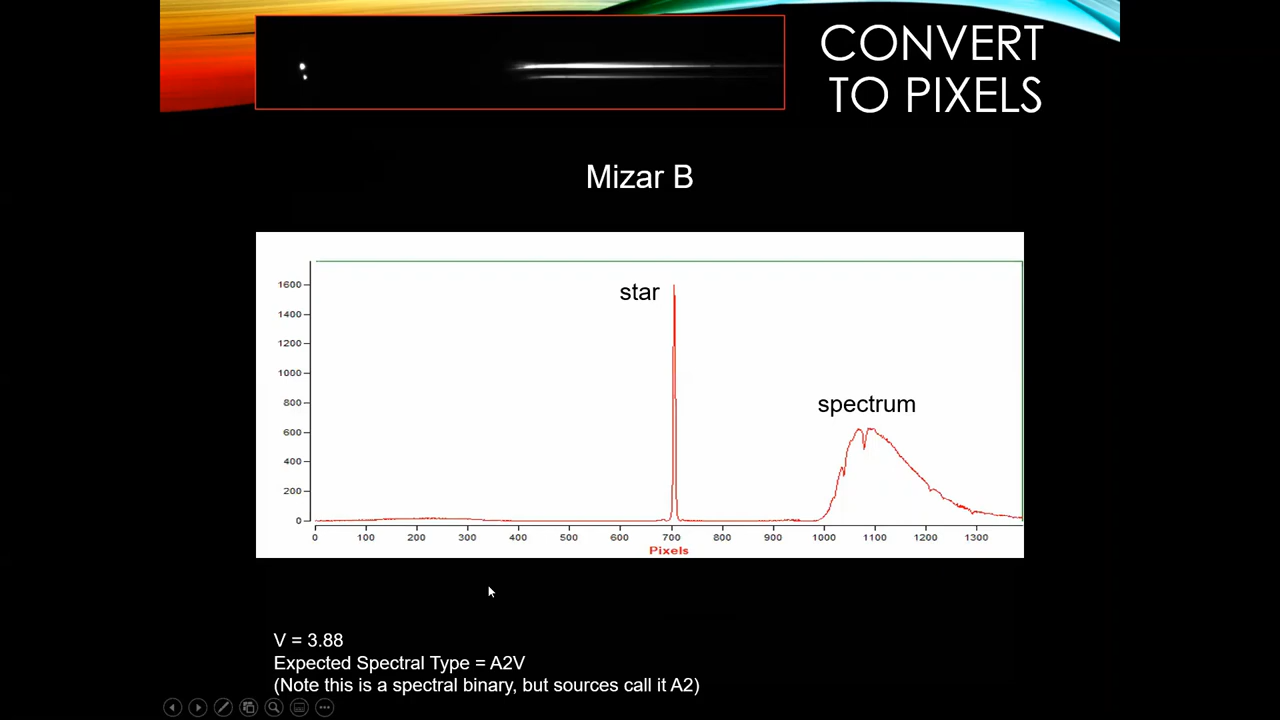 CONVERT
TO PIXELS
Mizar B
star
spectrum
1600
1400
1200
1000
800
600
400
200
0
0 100 200 300 400 500 600 700 800 900 1000 1100 1200 1300
Pixels
V = 3.88
Expected Spectral Type = A2V
(Note this is a spectral binary, but sources call it A2)